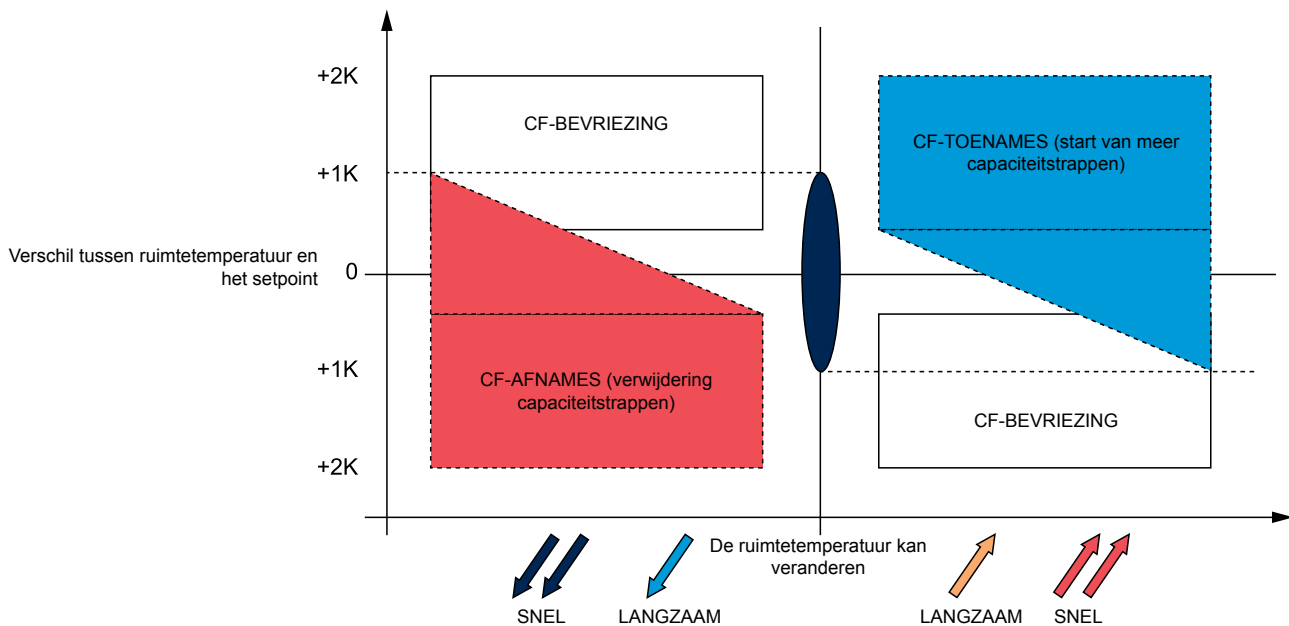 +2K
CF-BEVRIEZING
CF-TOENAMES (start van meer
capaciteitstrappen)
+1K
Verschil tussen ruimtetemperatuur en
het setpoint
0
+1K
CF-AFNAMES (verwijdering
capaciteitstrappen)
CF-BEVRIEZING
+2K
De ruimtetemperatuur kan
veranderen
SNEL
LANGZAAM
LANGZAAM
SNEL